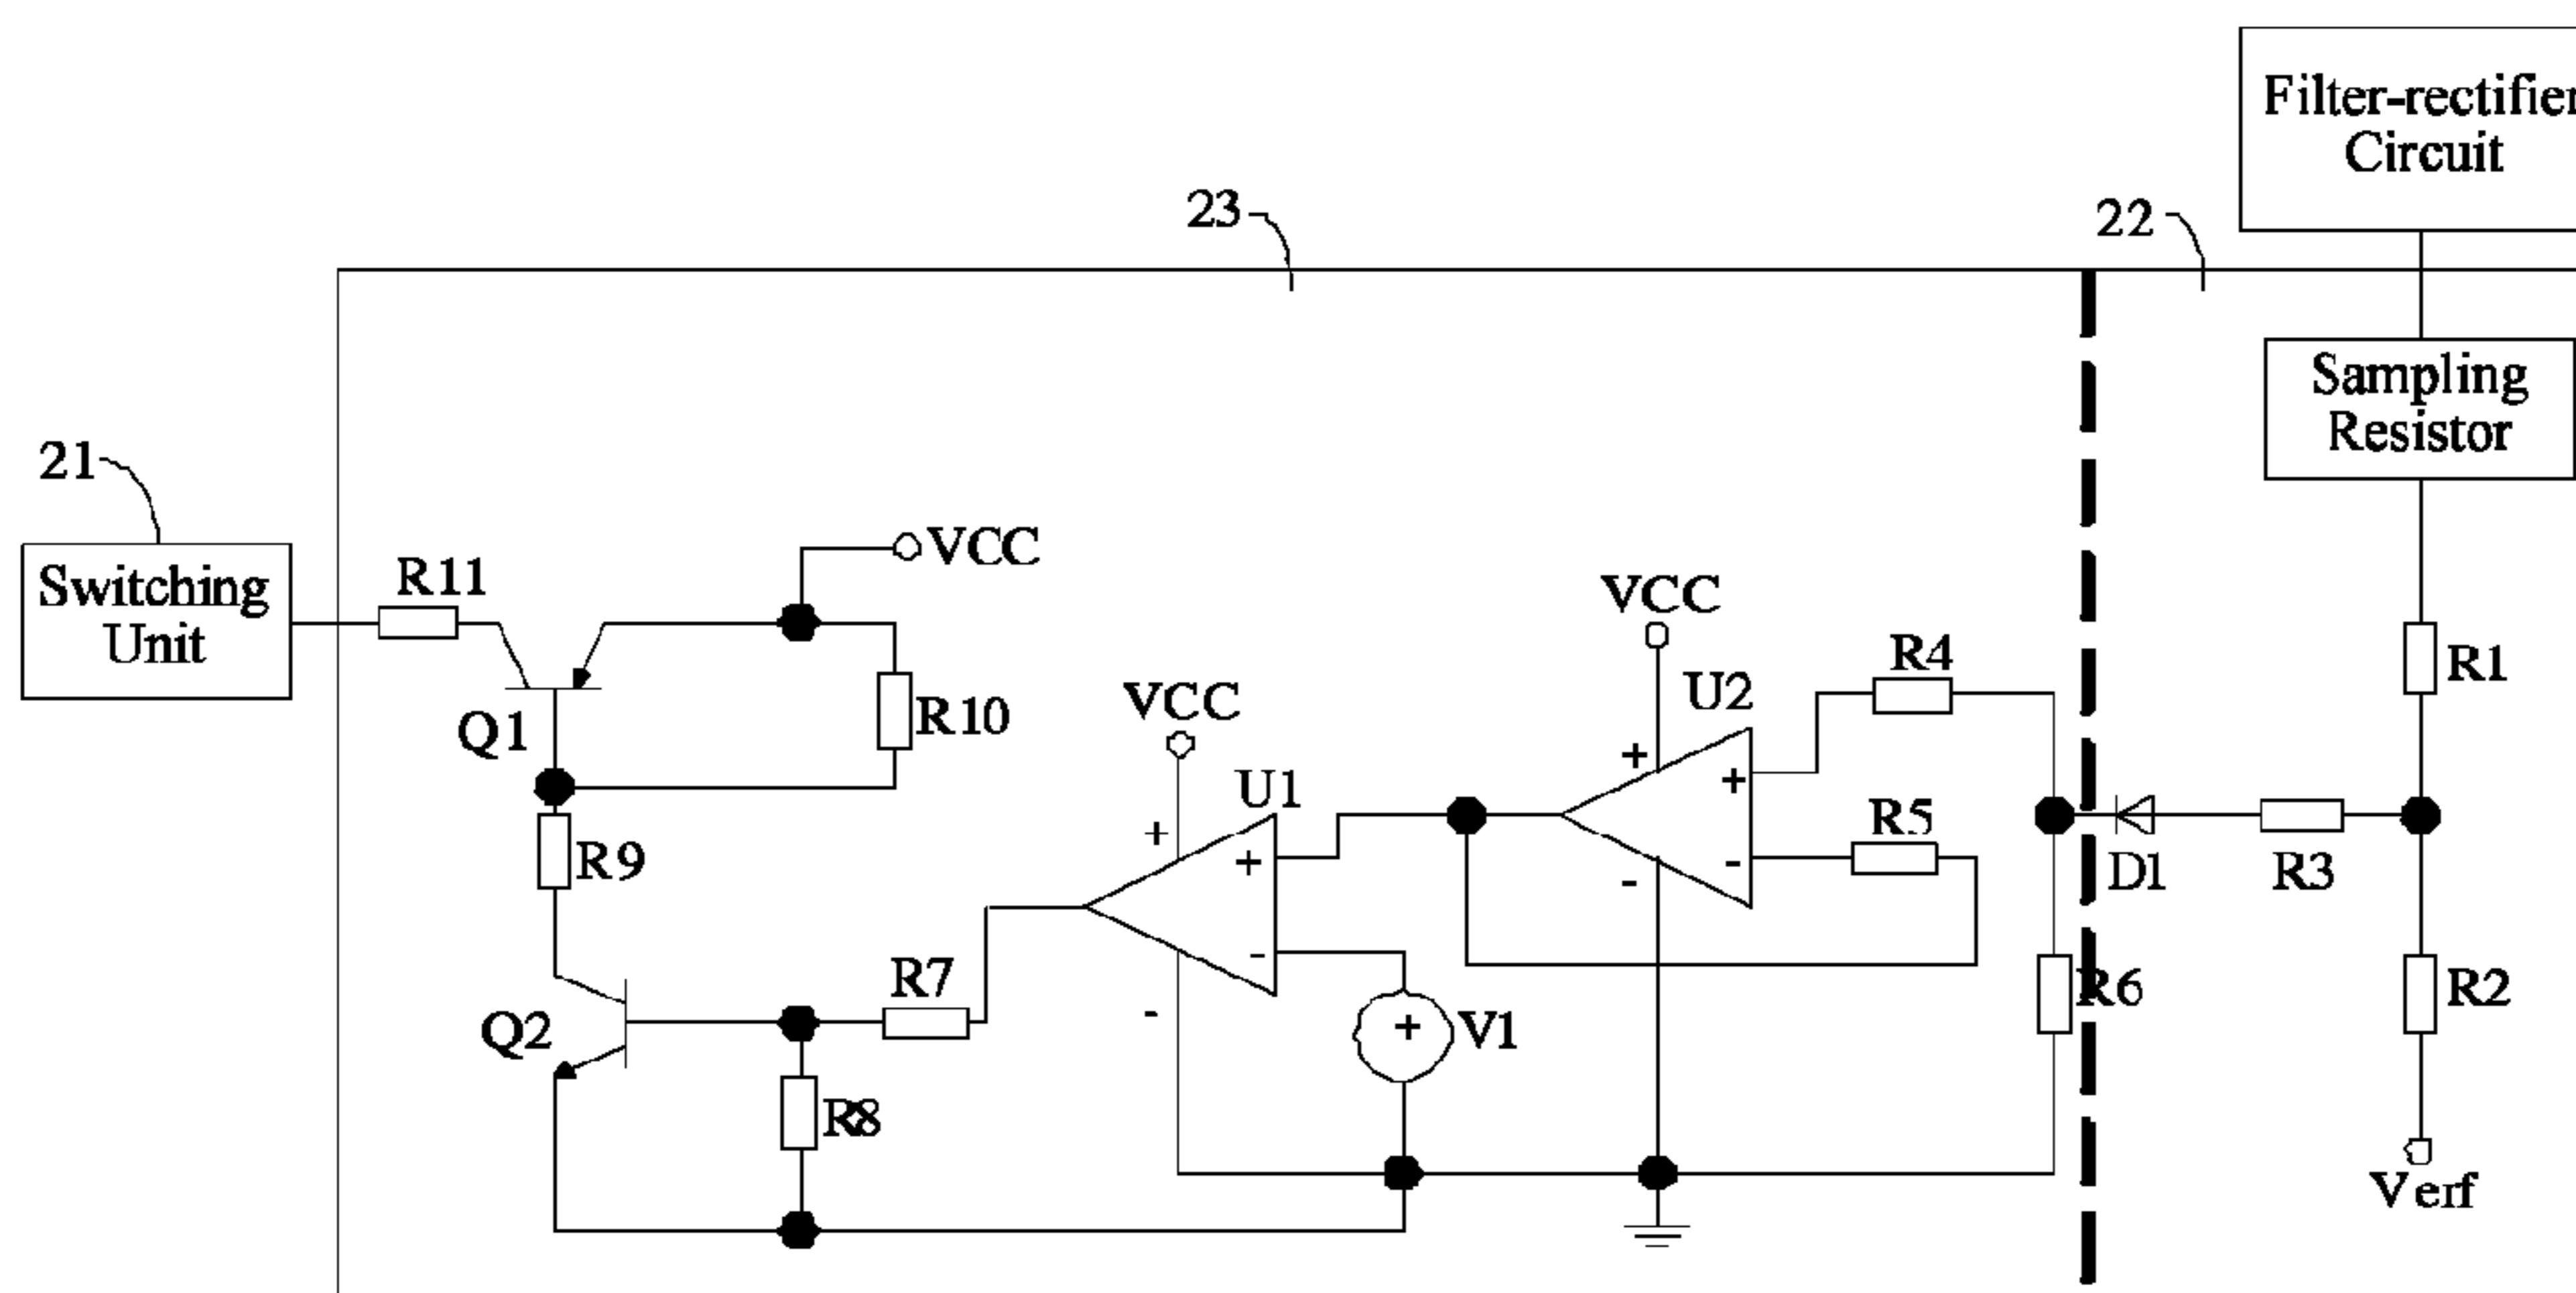 Filter-rectifier
Circuit
23
22
Sampling
Resistor
21
Switching
Unit
R11
VCC
Q1
R10
VCC
U1
+
+
-
-
VCC
U2
+
+
-
-
R4
R5
R1
D1
R3
R9
R7
Q2
R8
+
V1
R6
R2
Verf